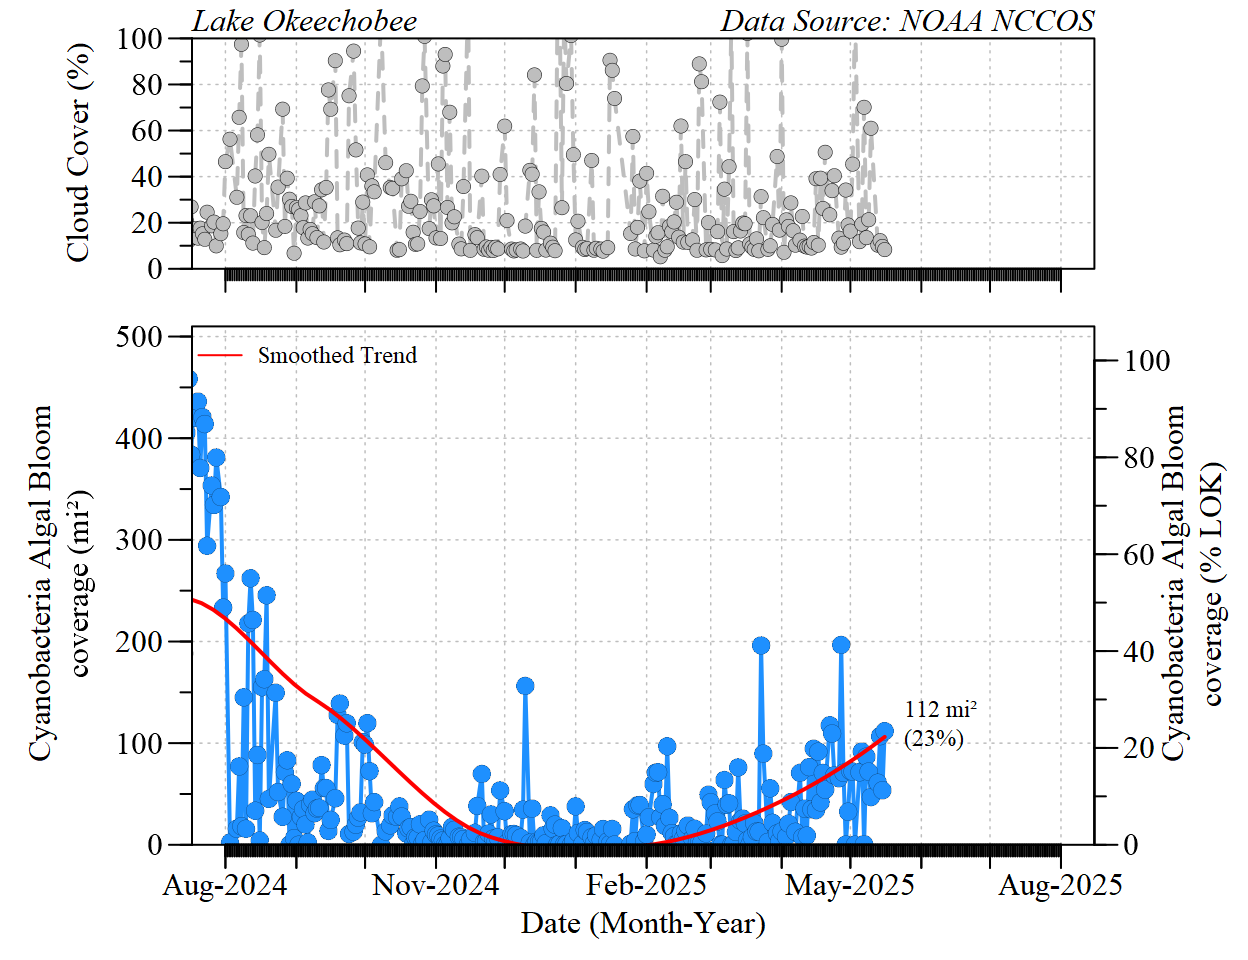 Lake Okeechobee
Data Source: NOAA NCCOS
Cloud Cover (%)
100
80
60
40
20
0
Smoothed Trend
Cyanobacteria Algal Bloom
coverage (mi²)
500
400
300
200
100
0
112 mi²
(23%)
100
80
60
40
20
0
Cyanobacteria Algal Bloom
coverage (% LOK)
Aug-2024
Nov-2024
Feb-2025
May-2025
Aug-2025
Date (Month-Year)